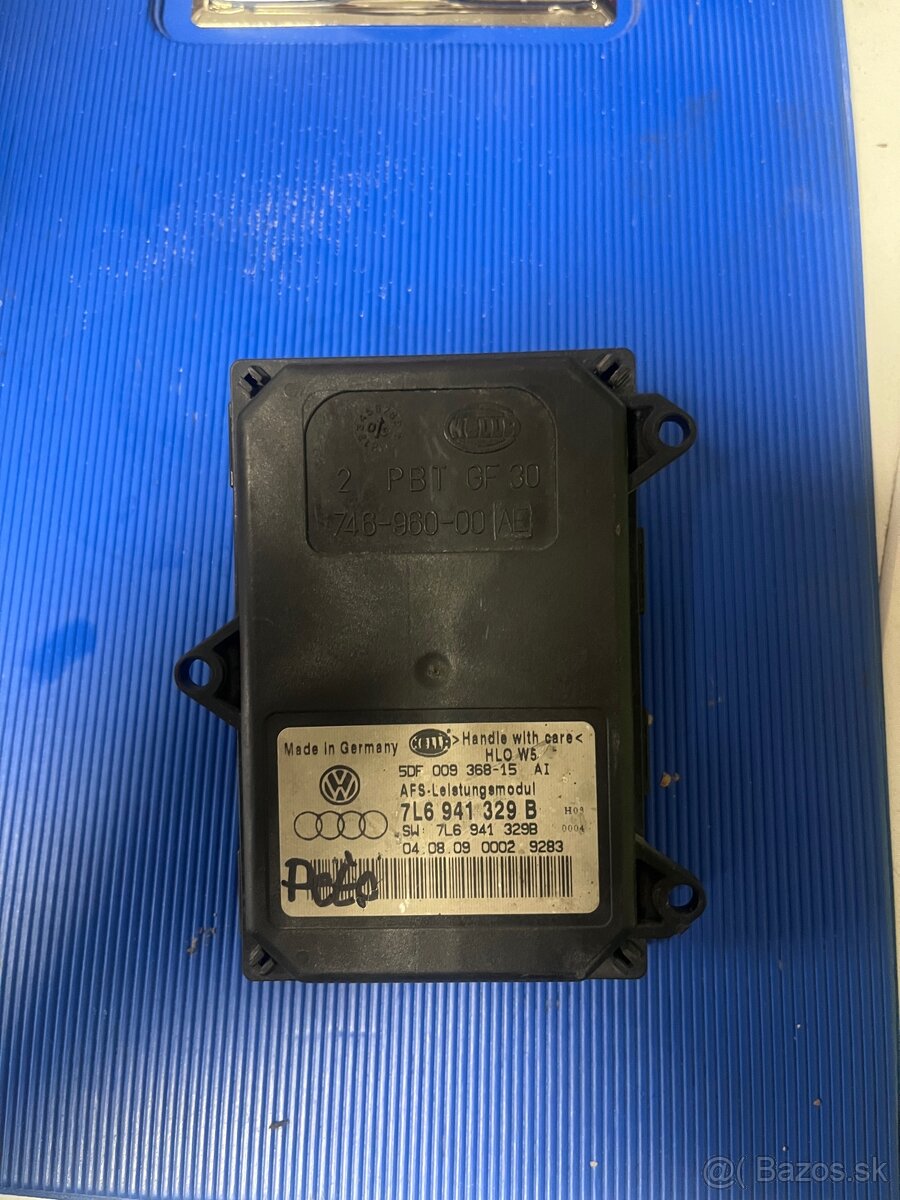 HELLA
2 PBT GF 30
746-960-00 AE
Made in Germany HELLA ® >Handle with care<
HLO W5
5DF 009 368-15 AI
AFS-Leistungsmodul
7L6 941 329 B
SW: 7L6 941 329B 0004
04.08.09 0002 9283
@( Bazos.sk